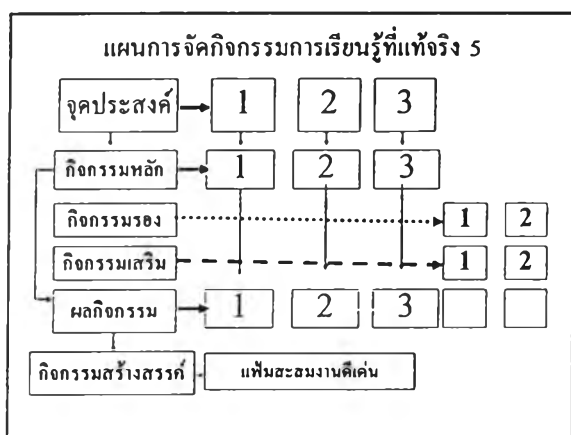 แผนการจัดกิจกรรมการเรียนรู้ที่แท้จริง 5
จุดประสงค์ 1 2 3
กิจกรรมหลัก 1 2 3
กิจกรรมรอง 1 2
กิจกรรมเสริม 1 2
ผลกิจกรรม 1 2 3
กิจกรรมสร้างสรรค์ แฟ้มสะสมงานดีเด่น